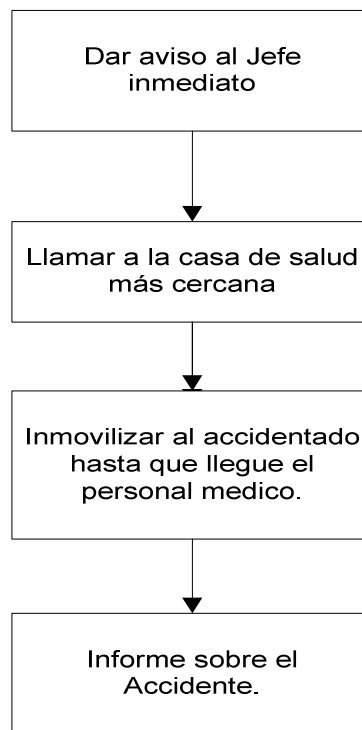 Dar aviso al Jefe
inmediato
Llamar a la casa de salud
más cercana
Inmovilizar al accidentado
hasta que llegue el
personal medico.
Informe sobre el
Accidente.